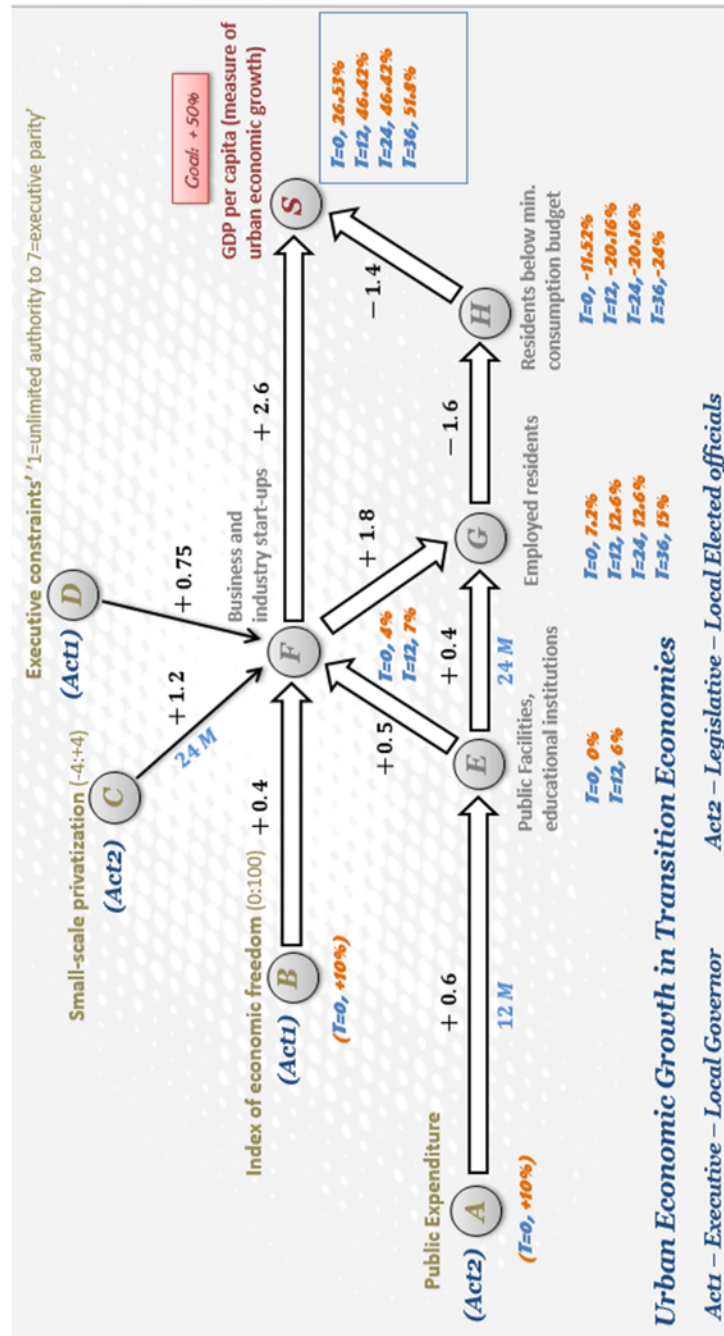 Executive constraints' '1=unlimited authority to 7=executive parity'
D
(Act1)
+ 0.75
Small-scale privatization (-4:+4)
C
(Act2)
+ 1.2
24 M
Goal: + 50%
GDP per capita (measure of
urban economic growth)
S
T=0, 26.53%
T=12, 46.42%
T=24, 46.42%
T=36, 51.8%
Index of economic freedom (0:100)
B
(Act1)
(T=0, +10%)
+ 0.4
Business and
industry start-ups
F
+ 2.6
T=0, 4%
T=12, 7%
+ 1.8
+ 0.5
− 1.4
Public Expenditure
A
(Act2)
(T=0, +10%)
+ 0.6
12 M
E
Public Facilities,
educational institutions
T=0, 0%
T=12, 6%
+ 0.4
24 M
G
Employed residents
T=0, 7.2%
T=12, 12.6%
T=24, 12.6%
T=36, 15%
− 1.6
H
Residents below min.
consumption budget
T=0, -11.52%
T=12, -20.16%
T=24,-20.16%
T=36,-24%
Urban Economic Growth in Transition Economies
Act1 – Executive – Local Governor
Act2 – Legislative – Local Elected officials